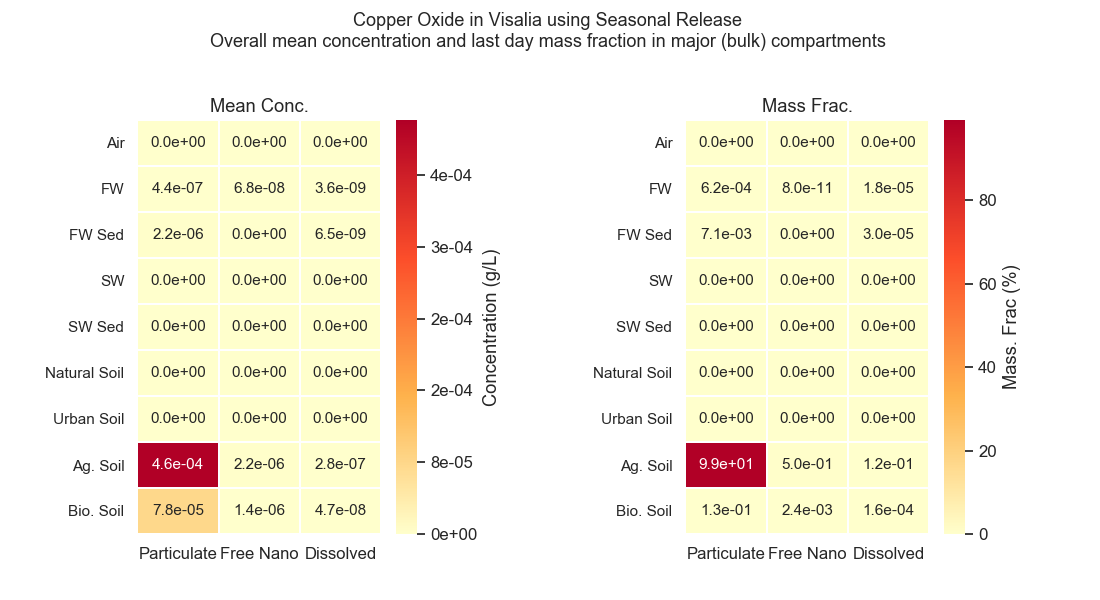 Copper Oxide in Visalia using Seasonal Release
Overall mean concentration and last day mass fraction in major (bulk) compartments
Mean Conc.
Air 0.0e+00 0.0e+00 0.0e+00
FW 4.4e-07 6.8e-08 3.6e-09
FW Sed 2.2e-06 0.0e+00 6.5e-09
SW 0.0e+00 0.0e+00 0.0e+00
SW Sed 0.0e+00 0.0e+00 0.0e+00
Natural Soil 0.0e+00 0.0e+00 0.0e+00
Urban Soil 0.0e+00 0.0e+00 0.0e+00
Ag. Soil 4.6e-04 2.2e-06 2.8e-07
Bio. Soil 7.8e-05 1.4e-06 4.7e-08
Particulate Free Nano Dissolved
4e-04
3e-04
2e-04
2e-04
8e-05
0e+00
Concentration (g/L)
Mass Frac.
Air 0.0e+00 0.0e+00 0.0e+00
FW 6.2e-04 8.0e-11 1.8e-05
FW Sed 7.1e-03 0.0e+00 3.0e-05
SW 0.0e+00 0.0e+00 0.0e+00
SW Sed 0.0e+00 0.0e+00 0.0e+00
Natural Soil 0.0e+00 0.0e+00 0.0e+00
Urban Soil 0.0e+00 0.0e+00 0.0e+00
Ag. Soil 9.9e+01 5.0e-01 1.2e-01
Bio. Soil 1.3e-01 2.4e-03 1.6e-04
Particulate Free Nano Dissolved
80
60
40
20
0
Mass. Frac (%)